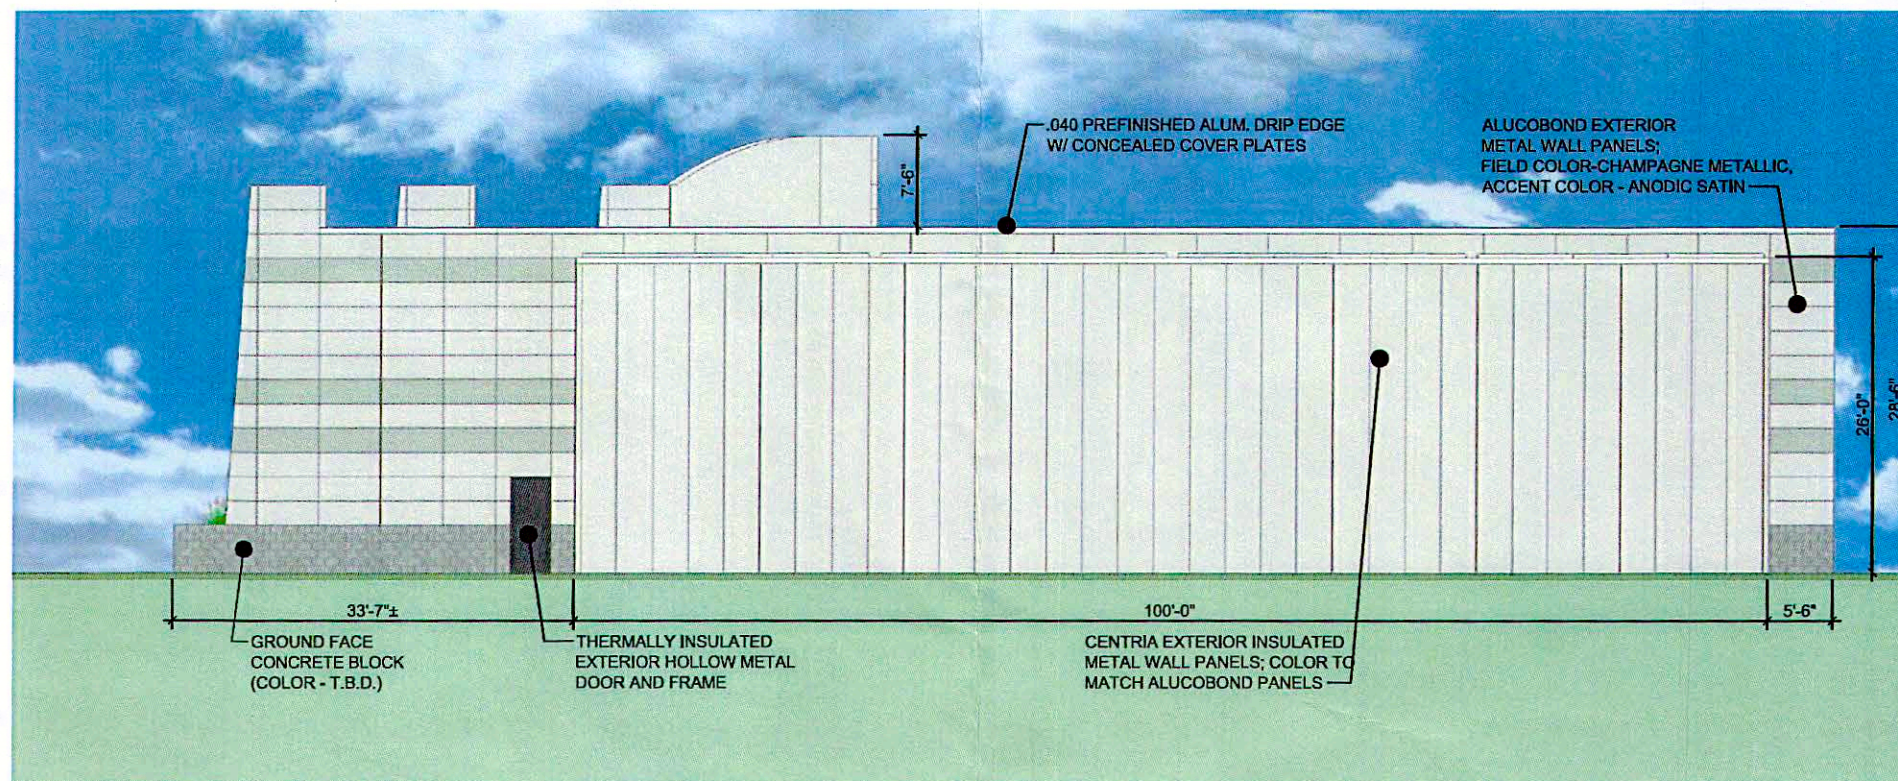 .040 PREFINISHED ALUM. DRIP EDGE
W/ CONCEALED COVER PLATES
ALUCOBOND EXTERIOR
METAL WALL PANELS;
FIELD COLOR-CHAMPAGNE METALLIC,
ACCENT COLOR - ANODIC SATIN
7'-6"
26'-0"
28'-6"
33'-7"±
100'-0"
5'-6"
GROUND FACE
CONCRETE BLOCK
(COLOR - T.B.D.)
THERMALLY INSULATED
EXTERIOR HOLLOW METAL
DOOR AND FRAME
CENTRIA EXTERIOR INSULATED
METAL WALL PANELS; COLOR TO
MATCH ALUCOBOND PANELS